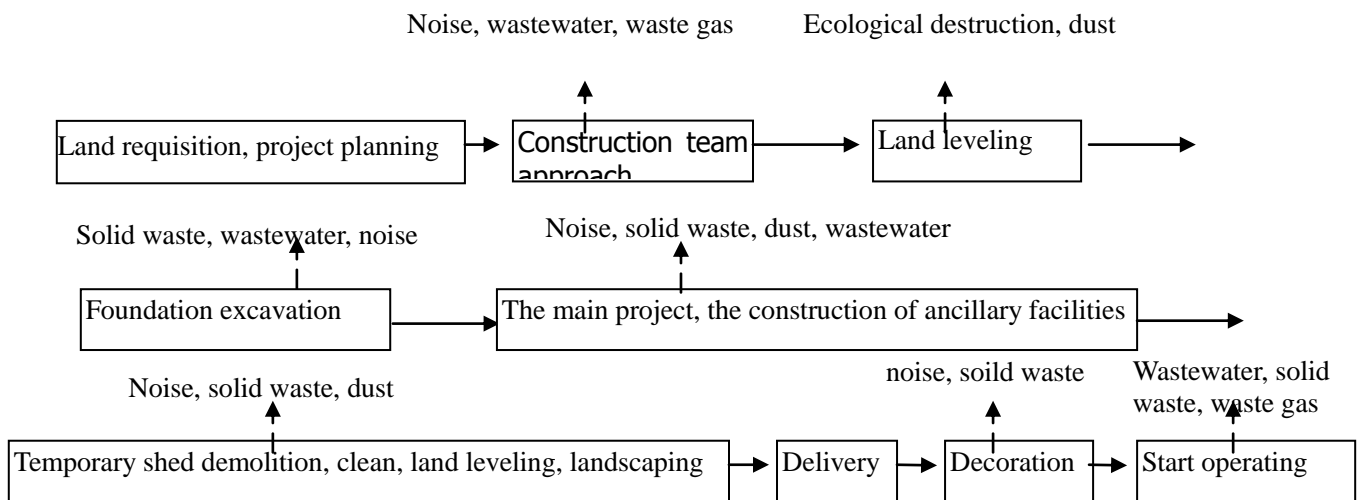 Noise, wastewater, waste gas
Ecological destruction, dust
Land requisition, project planning
Construction team
approach
Land leveling
Solid waste, wastewater, noise
Noise, solid waste, dust, wastewater
Foundation excavation
The main project, the construction of ancillary facilities
Noise, solid waste, dust
noise, soild waste
Wastewater, solid
waste, waste gas
Temporary shed demolition, clean, land leveling, landscaping
Delivery
Decoration
Start operating